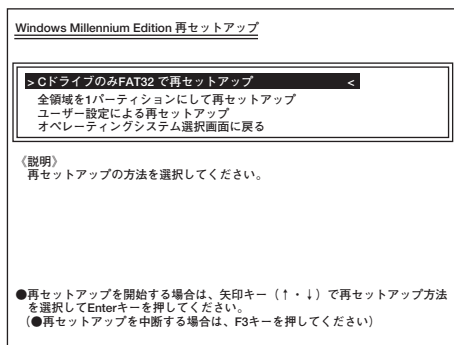 Windows Millennium Edition 再セットアップ
> CドライブのみFAT32 で再セットアップ <
全領域を1パーティションにして再セットアップ
ユーザー設定による再セットアップ
オペレーティングシステム選択画面に戻る
《説明》
再セットアップの方法を選択してください。
●再セットアップを開始する場合は、矢印キー（↑・↓）で再セットアップ方法
を選択してEnterキーを押してください。
（●再セットアップを中断する場合は、F3キーを押してください）